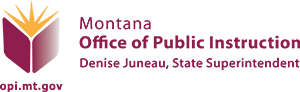 Montana
Office of Public Instruction
Denise Juneau, State Superintendent
opi.mt.gov